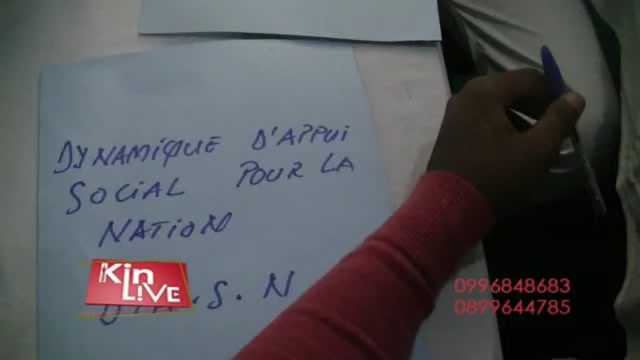 DYNAMIQUE D'APPUI
SOCIAL POUR LA
NATION
Kin
LIVE
. S. N
0996848683
0899644785